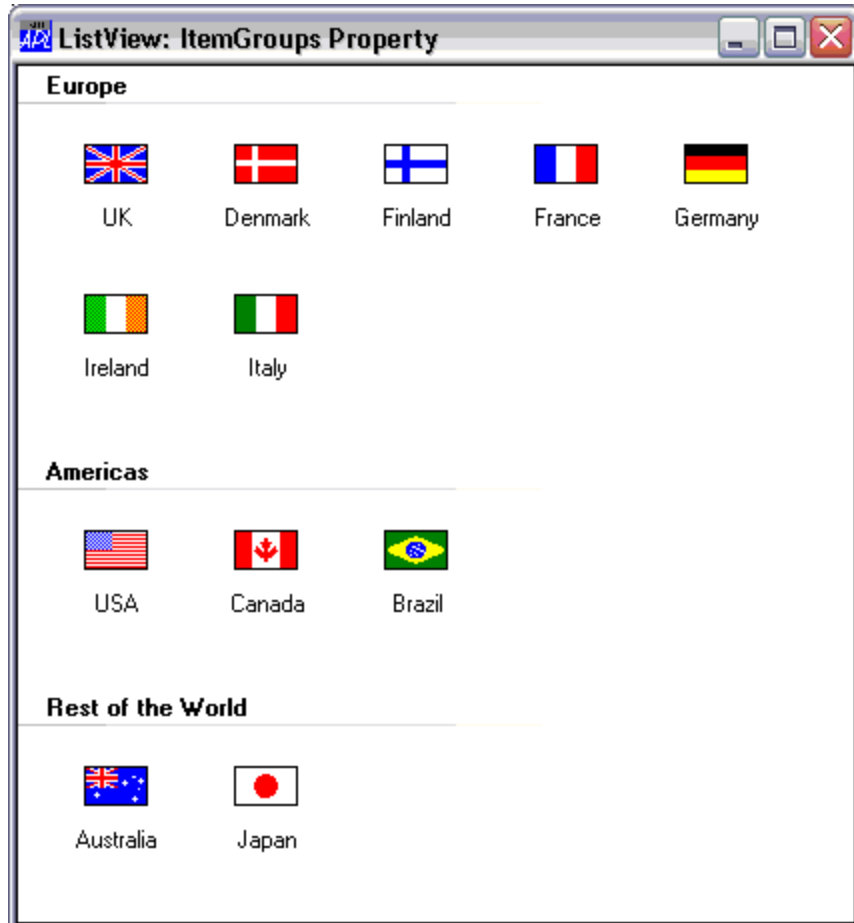 ListView: ItemGroups Property
Europe
UK Denmark Finland France Germany
Ireland Italy
Americas
USA Canada Brazil
Rest of the World
Australia Japan